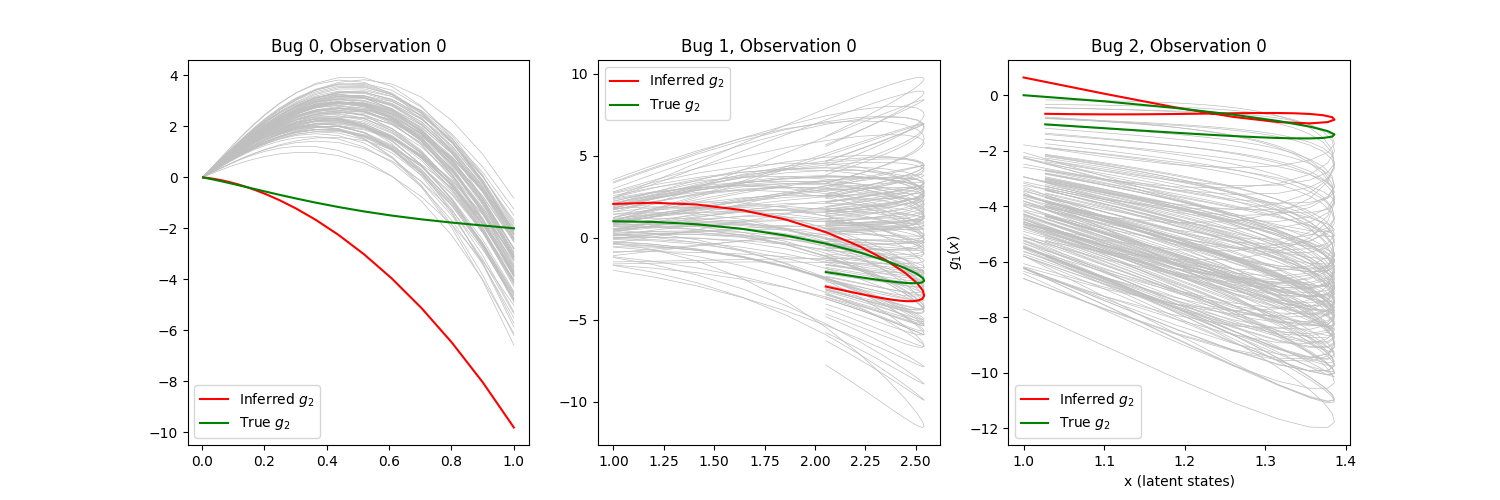 Bug 0, Observation 0
4
2
0
−2
−4
−6
−8
−10
Inferred g₂
True g₂
0.0 0.2 0.4 0.6 0.8 1.0
Bug 1, Observation 0
10
5
0
−5
−10
Inferred g₂
True g₂
1.00 1.25 1.50 1.75 2.00 2.25 2.50
Bug 2, Observation 0
g₁(x)
0
−2
−4
−6
−8
−10
−12
Inferred g₂
True g₂
1.0 1.1 1.2 1.3 1.4
x (latent states)